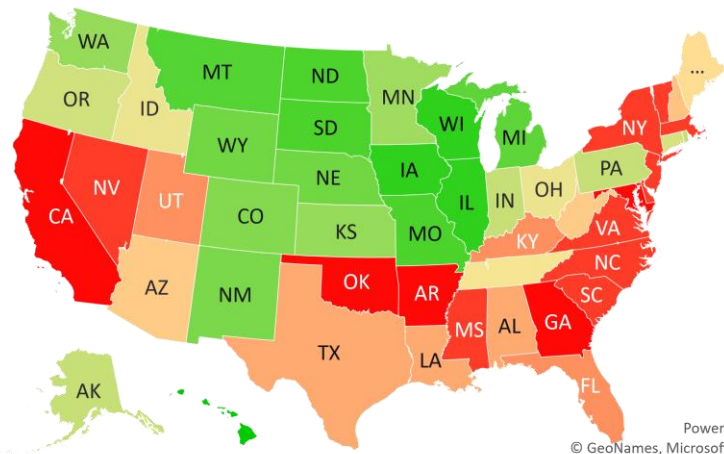 WA
MT
ND
MN
OR
ID
SD
WI
MI
NY
WY
IA
NE
PA
NV
UT
IL
IN
OH
CA
CO
KS
MO
KY
VA
NC
OK
AR
SC
AZ
NM
MS
AL
GA
TX
LA
FL
AK
...
Power
© GeoNames, Microsof